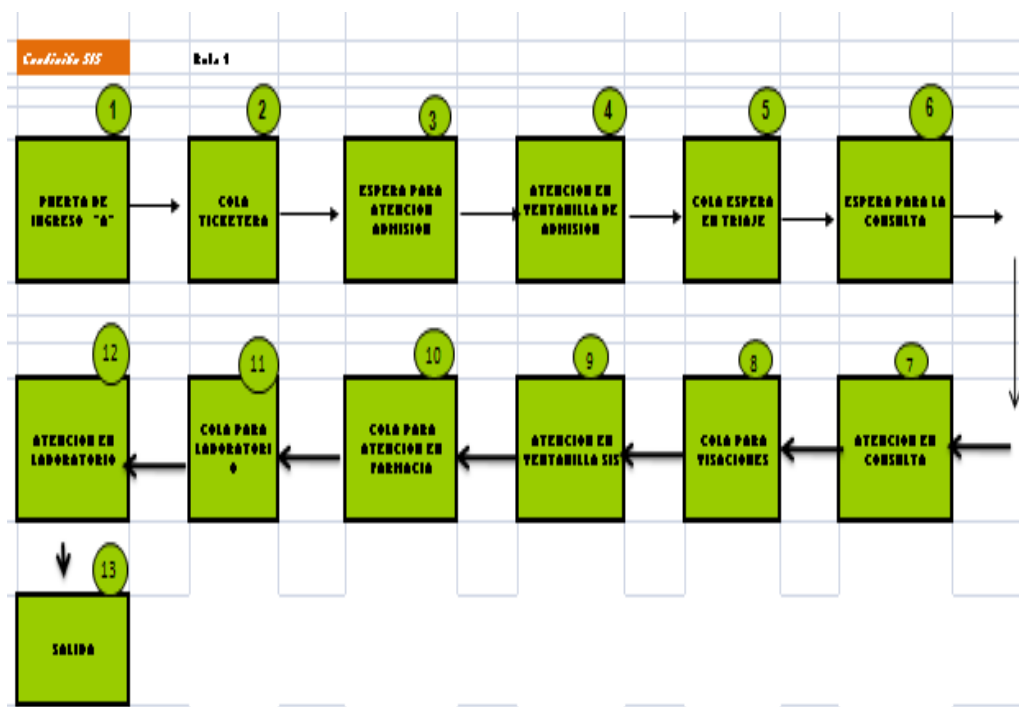 Condición SIS
Ruta 1
1
2
3
4
5
6
PUERTA DE
INGRESO "A"
COLA
TICKETERA
ESPERA PARA
ATENCION
ADMISION
ATENCION EN
VENTANILLA DE
ADMISION
COLA ESPERA
EN TRIAJE
ESPERA PARA LA
CONSULTA
7
ATENCION EN
CONSULTA
8
COLA PARA
VISACIONES
9
ATENCION EN
VENTANILLA SIS
10
COLA PARA
ATENCION EN
FARMACIA
11
COLA PARA
LABORATORI
O
12
ATENCION EN
LABORATORIO
13
SALIDA